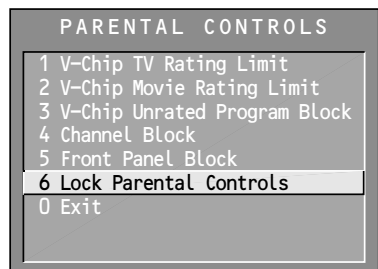 PARENTAL CONTROLS
1 V-Chip TV Rating Limit
2 V-Chip Movie Rating Limit
3 V-Chip Unrated Program Block
4 Channel Block
5 Front Panel Block
6 Lock Parental Controls
0 Exit